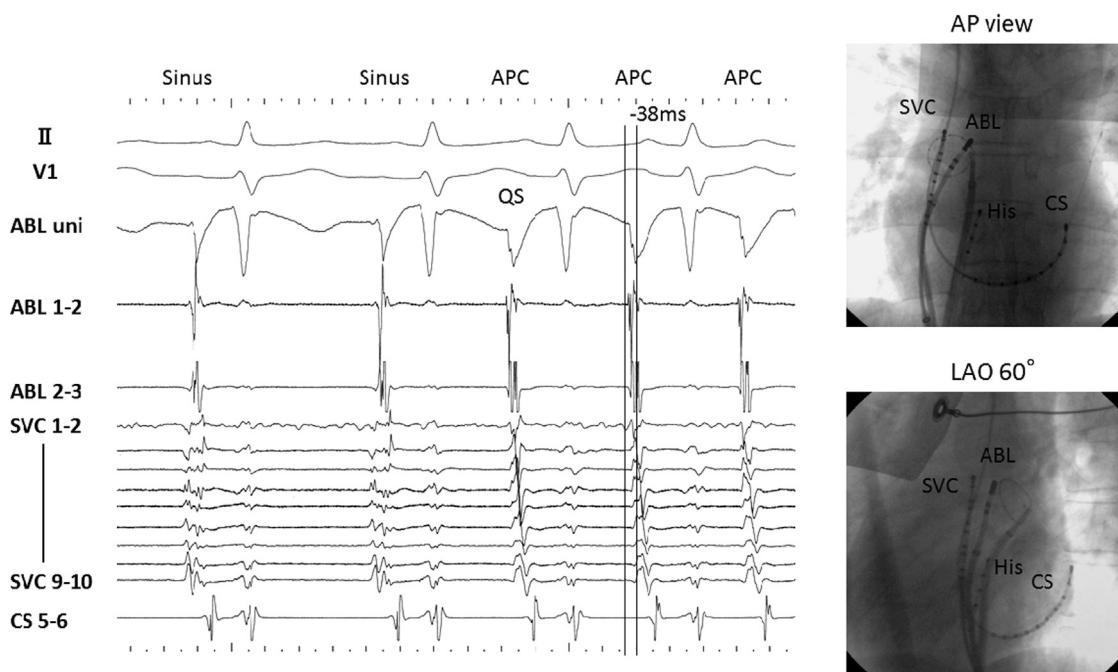 Sinus Sinus APC APC APC
-38ms
II
V1
QS
ABL uni
ABL 1-2
ABL 2-3
SVC 1-2
SVC 9-10
CS 5-6
AP view
SVC
ABL
His
CS
LAO 60°
ABL
SVC
His
CS